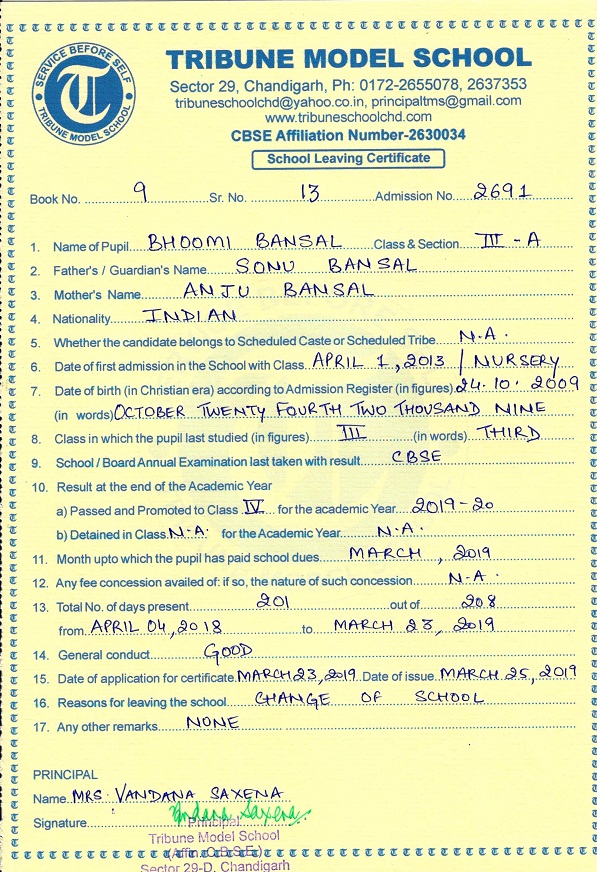 SERVICE BEFORE SELF
TRIBUNE MODEL SCHOOL
TRIBUNE MODEL SCHOOL
Sector 29, Chandigarh, Ph: 0172-2655078, 2637353
tribuneschoolchd@yahoo.co.in, principaltms@gmail.com
www.tribuneschoolchd.com
CBSE Affiliation Number-2630034
School Leaving Certificate
Book No. 9 Sr. No. 13 Admission No. 2691
1. Name of Pupil BHOOMI BANSAL Class & Section III - A
2. Father's / Guardian's Name SONU BANSAL
3. Mother's Name ANJU BANSAL
4. Nationality INDIAN
5. Whether the candidate belongs to Scheduled Caste or Scheduled Tribe N.A.
6. Date of first admission in the School with Class APRIL 1, 2013 / NURSERY
7. Date of birth (in Christian era) according to Admission Register (in figures) 24.10.2009
(in words) OCTOBER TWENTY FOURTH TWO THOUSAND NINE
8. Class in which the pupil last studied (in figures) III (in words) THIRD
9. School / Board Annual Examination last taken with result CBSE
10. Result at the end of the Academic Year
a) Passed and Promoted to Class IV for the academic Year 2019-20
b) Detained in Class N.A. for the Academic Year N.A.
11. Month upto which the pupil has paid school dues MARCH, 2019
12. Any fee concession availed of: if so, the nature of such concession N.A.
13. Total No. of days present 201 out of 208
from APRIL 04, 2018 to MARCH 23, 2019
14. General conduct GOOD
15. Date of application for certificate MARCH 23, 2019 Date of issue MARCH 25, 2019
16. Reasons for leaving the school CHANGE OF SCHOOL
17. Any other remarks NONE
PRINCIPAL
Name MRS VANDANA SAXENA
Signature Vandana Saxena
Principal
Tribune Model School
(Affin. C.B.S.E.)
Sector 29-D, Chandigarh